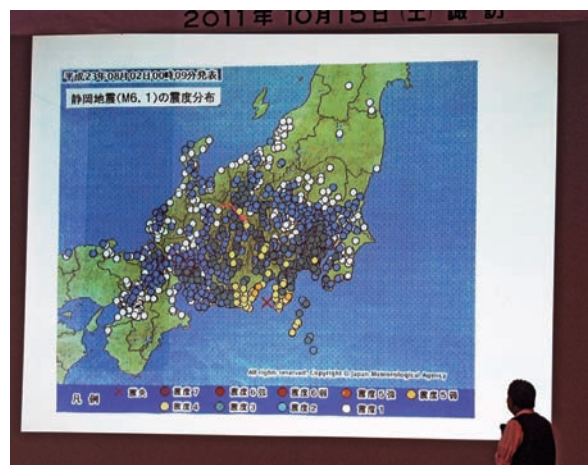 2011年 10月15日 (土) 諏訪
平成23年08月02日00時09分発表
静岡地震(M6.1)の震度分布
All rights reserved. Copyright © Japan Meteorological Agency
凡例 × 震央 震度7 震度6強 震度6弱 震度5強 震度5弱
震度4 震度3 震度2 震度1